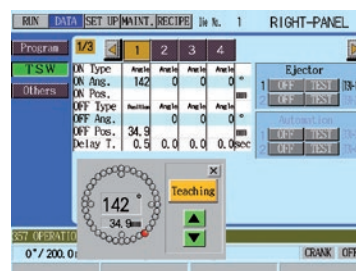 RUN DATA SET UP MAINT. RECIPE Die No. 1 RIGHT-PANEL
Program 1/3 1 2 3 4
TSW ON Type Angle Angle Angle Angle Ejector
ON Ang. 142 0 0 0 ° 1 OFF TEST
Others ON Pos. mm 2 OFF TEST
OFF Type Position Angle Angle Angle
OFF Ang. 0 0 0 ° Automation
OFF Pos. 34.9 mm 1 OFF TEST
Delay T. 0.5 0.0 0.0 0.0 sec 2 OFF TEST
142 ° Teaching
34.9mm
357 OPERATIO
0°/200.0 CRANK OFF